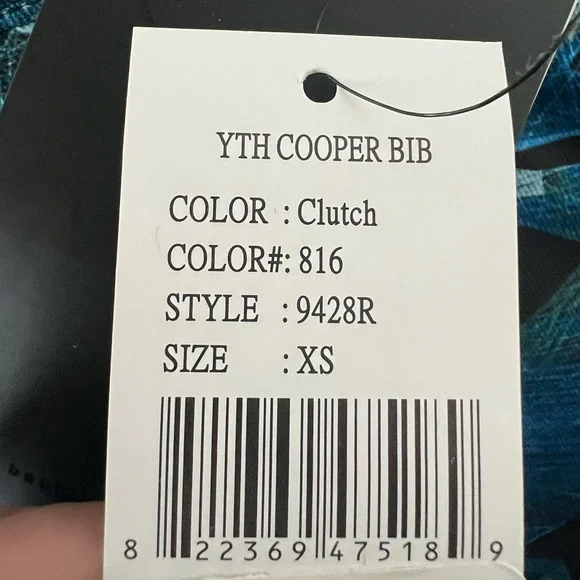 YTH COOPER BIB
COLOR : Clutch
COLOR#: 816
STYLE : 9428R
SIZE : XS
8 22369 47518 9